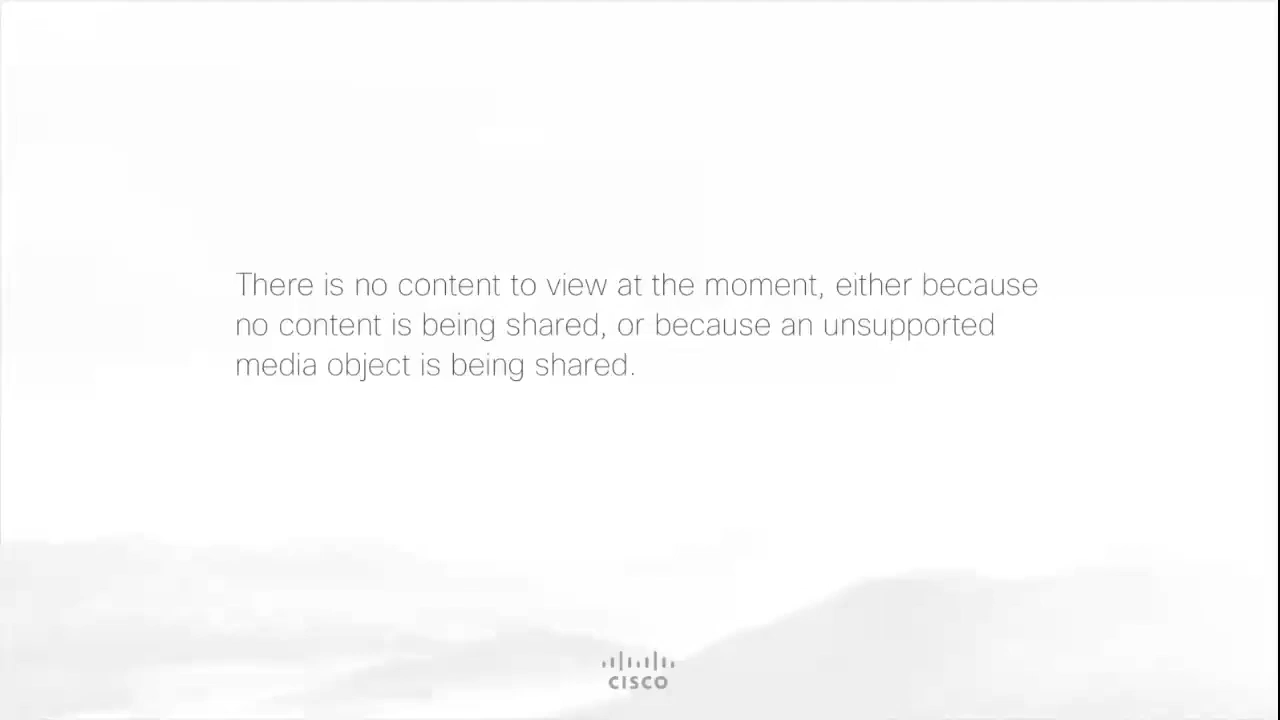 There is no content to view at the moment, either because
no content is being shared, or because an unsupported
media object is being shared.
CISCO